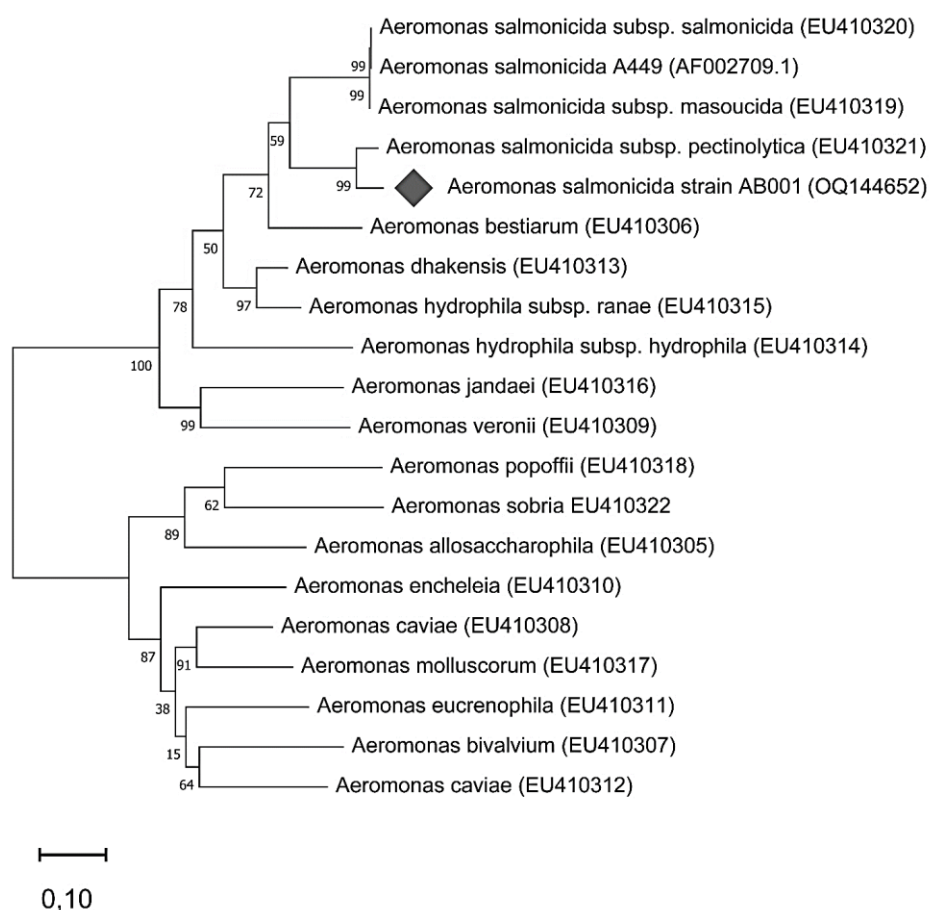 Aeromonas salmonicida subsp. salmonicida (EU410320)
99 Aeromonas salmonicida A449 (AF002709.1)
99 Aeromonas salmonicida subsp. masoucida (EU410319)
59 Aeromonas salmonicida subsp. pectinolytica (EU410321)
99 Aeromonas salmonicida strain AB001 (OQ144652)
72
Aeromonas bestiarum (EU410306)
50
Aeromonas dhakensis (EU410313)
78 97 Aeromonas hydrophila subsp. ranae (EU410315)
Aeromonas hydrophila subsp. hydrophila (EU410314)
100
Aeromonas jandaei (EU410316)
99 Aeromonas veronii (EU410309)
Aeromonas popoffii (EU410318)
62 Aeromonas sobria EU410322
89
Aeromonas allosaccharophila (EU410305)
Aeromonas encheleia (EU410310)
Aeromonas caviae (EU410308)
87 91 Aeromonas molluscorum (EU410317)
38 Aeromonas eucrenophila (EU410311)
15 Aeromonas bivalvium (EU410307)
64 Aeromonas caviae (EU410312)
0,10